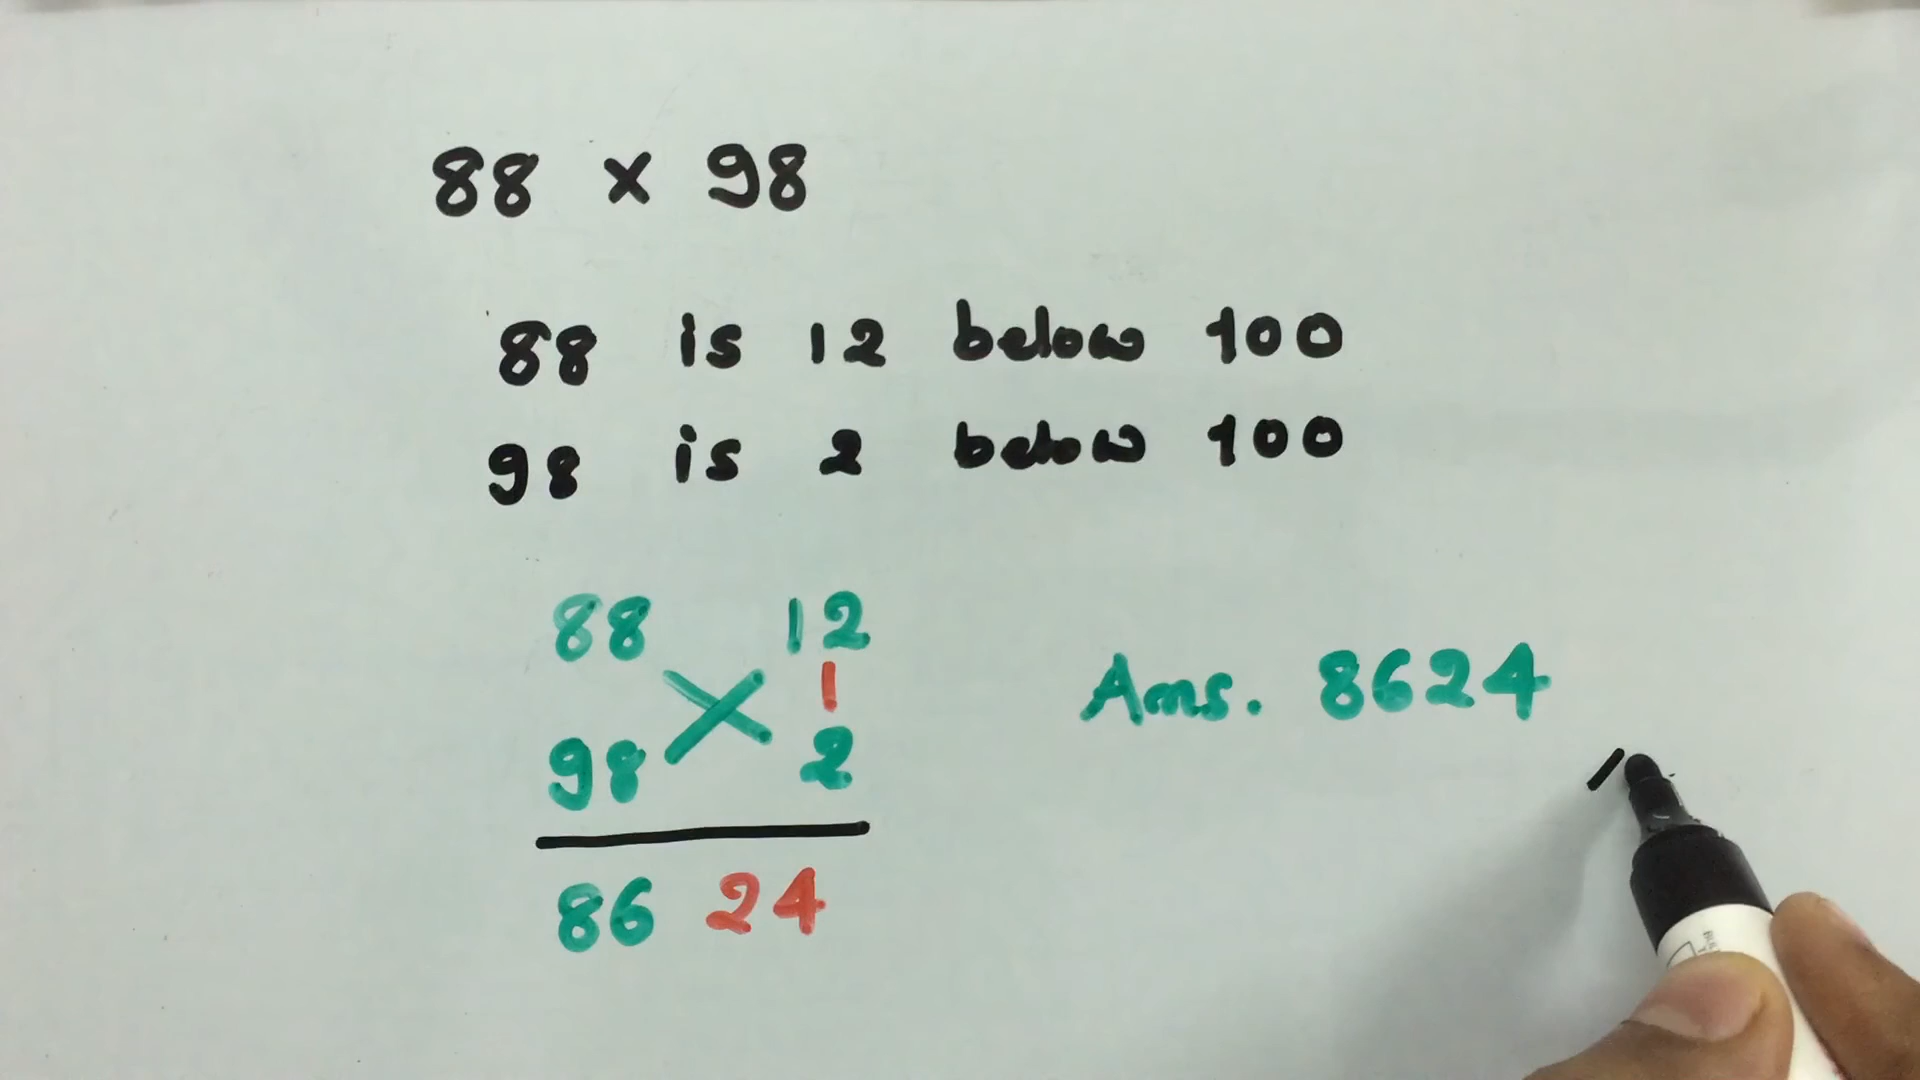 88 × 98
88 is 12 below 100
98 is 2 below 100
88 12
98 2
86 24
Ans. 8624